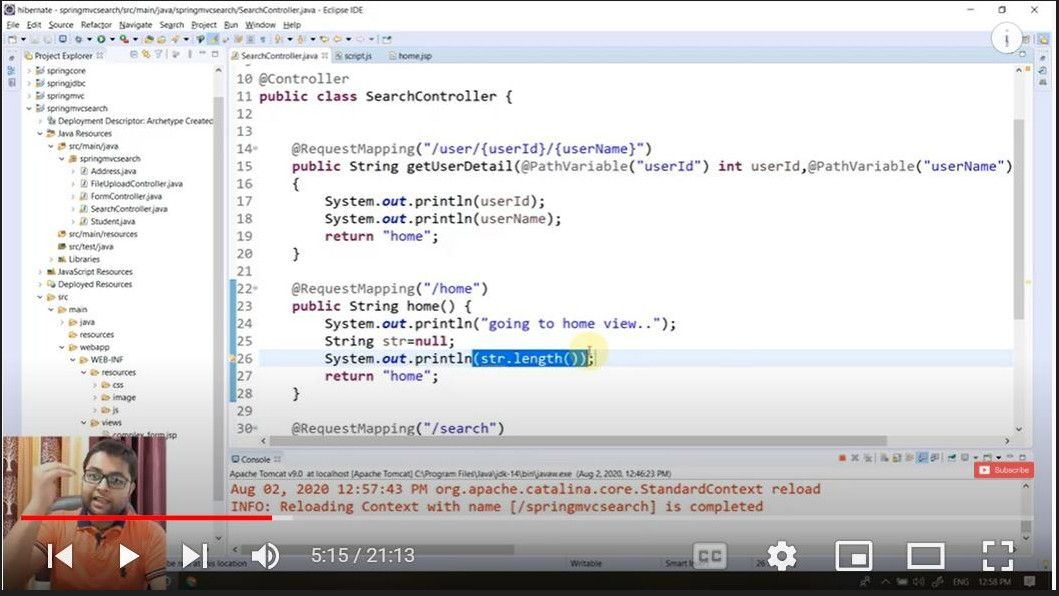 hibernate - springmvcsearch/src/main/java/springmvcsearch/SearchController.java - Eclipse IDE
File Edit Source Refactor Navigate Search Project Run Window Help
Project Explorer
SearchController.java script.js home.jsp
springcore
springjdbc
springmvc
springmvcsearch
Deployment Descriptor: Archetype Created
Java Resources
src/main/java
springmvcsearch
Address.java
FileUploadController.java
FormController.java
SearchController.java
Student.java
src/main/resources
src/test/java
Libraries
JavaScript Resources
Deployed Resources
src
main
java
resources
webapp
WEB-INF
resources
css
image
js
views
complex_form.jsp
10 @Controller
11 public class SearchController {
12
13
14 @RequestMapping("/user/{userId}/{userName}")
15 public String getUserDetail(@PathVariable("userId") int userId,@PathVariable("userName")
16 {
17 System.out.println(userId);
18 System.out.println(userName);
19 return "home";
20 }
21
22 @RequestMapping("/home")
23 public String home() {
24 System.out.println("going to home view..");
25 String str=null;
26 System.out.println(str.length());
27 return "home";
28 }
29
30 @RequestMapping("/search")
Console
Apache Tomcat v9.0 at localhost [Apache Tomcat] C:\Program Files\Java\jdk-14\bin\javaw.exe (Aug 2, 2020, 12:46:23 PM)
Subscribe
Aug 02, 2020 12:57:43 PM org.apache.catalina.core.StandardContext reload
INFO: Reloading Context with name [/springmvcsearch] is completed
5:15 / 21:13
CC
at this location
Writable
Smart In
26
ENG 12:58 PM